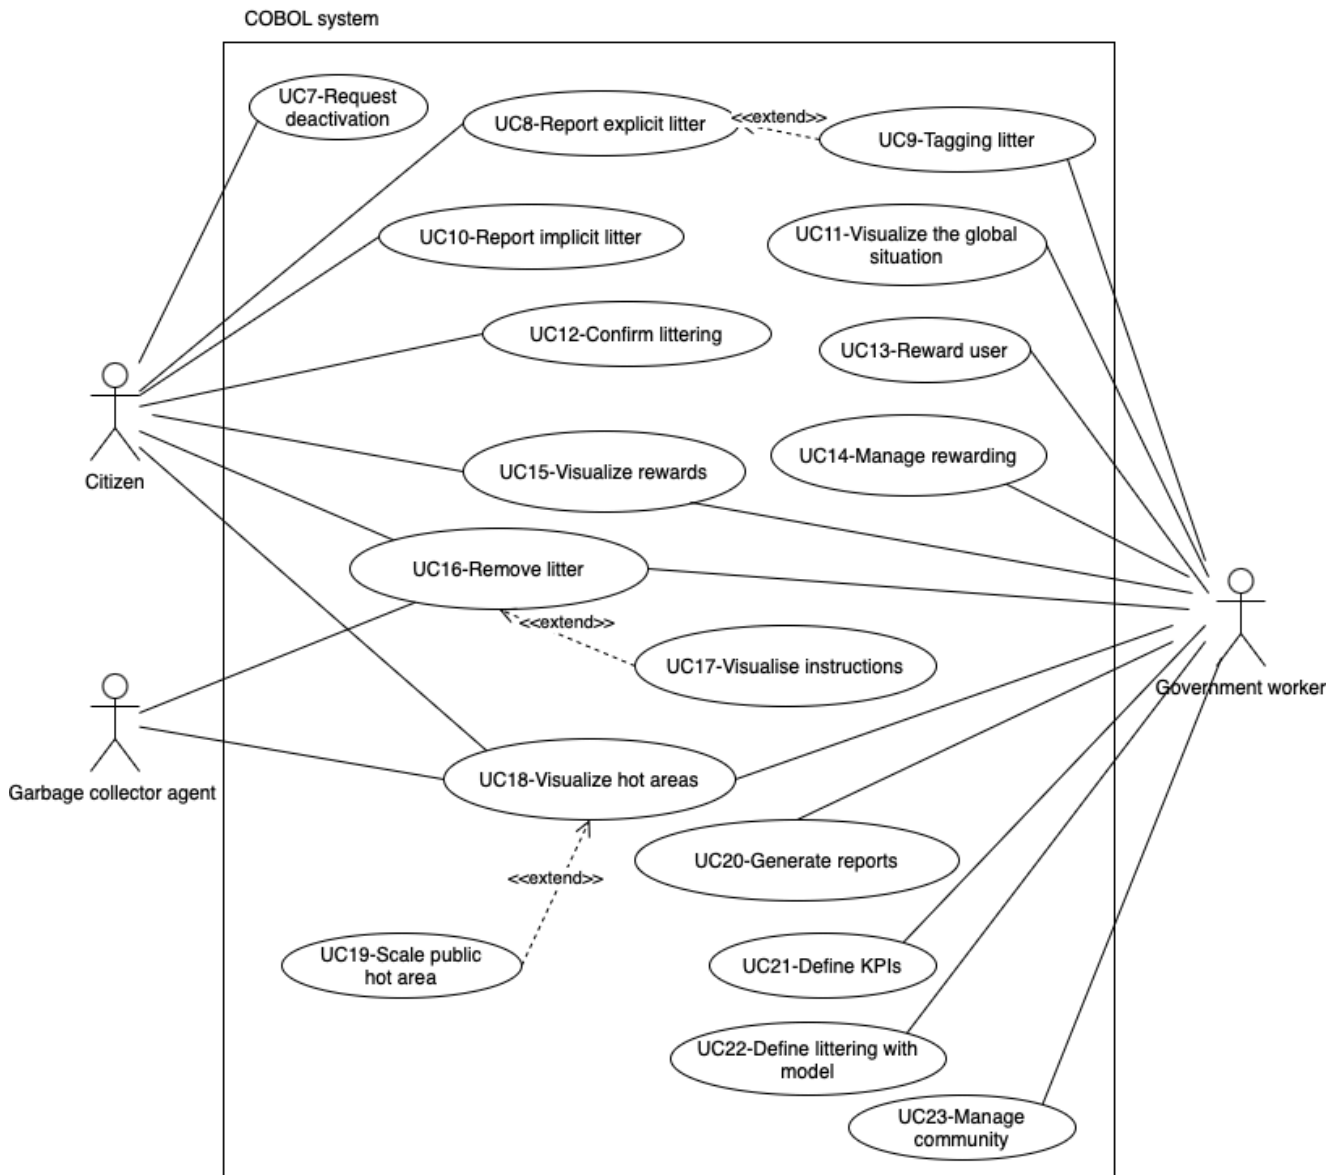 COBOL system
UC7-Request
deactivation
UC8-Report explicit litter
<<extend>>
UC9-Tagging litter
UC10-Report implicit litter
UC11-Visualize the global
situation
UC12-Confirm littering
UC13-Reward user
UC14-Manage rewarding
UC15-Visualize rewards
Citizen
UC16-Remove litter
<<extend>>
UC17-Visualise instructions
Government worker
UC18-Visualize hot areas
Garbage collector agent
UC20-Generate reports
<<extend>>
UC19-Scale public
hot area
UC21-Define KPIs
UC22-Define littering with
model
UC23-Manage
community